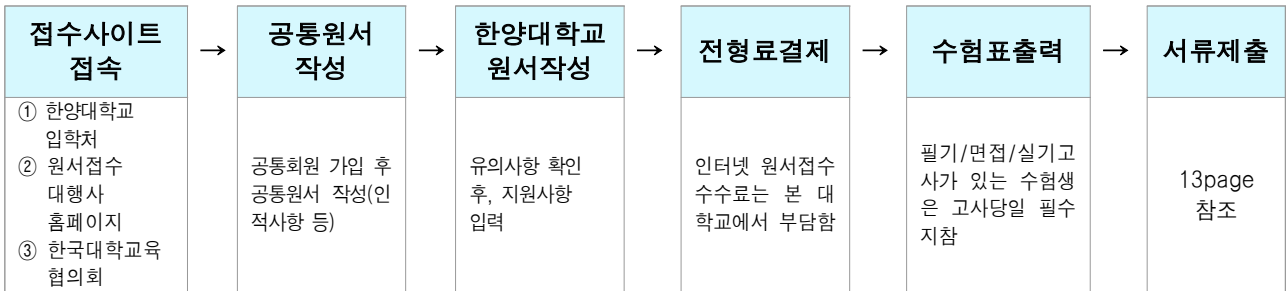 접수사이트
접속
→
공통원서
작성
→
한양대학교
원서작성
→
전형료결제
→
수험표출력
→
서류제출
① 한양대학교
입학처
② 원서접수
대행사
홈페이지
③ 한국대학교육
협의회
공통회원 가입 후
공통원서 작성(인
적사항 등)
유의사항 확인
후, 지원사항
입력
인터넷 원서접수
수수료는 본 대
학교에서 부담함
필기/면접/실기고
사가 있는 수험생
은 고사당일 필수
지참
13page
참조